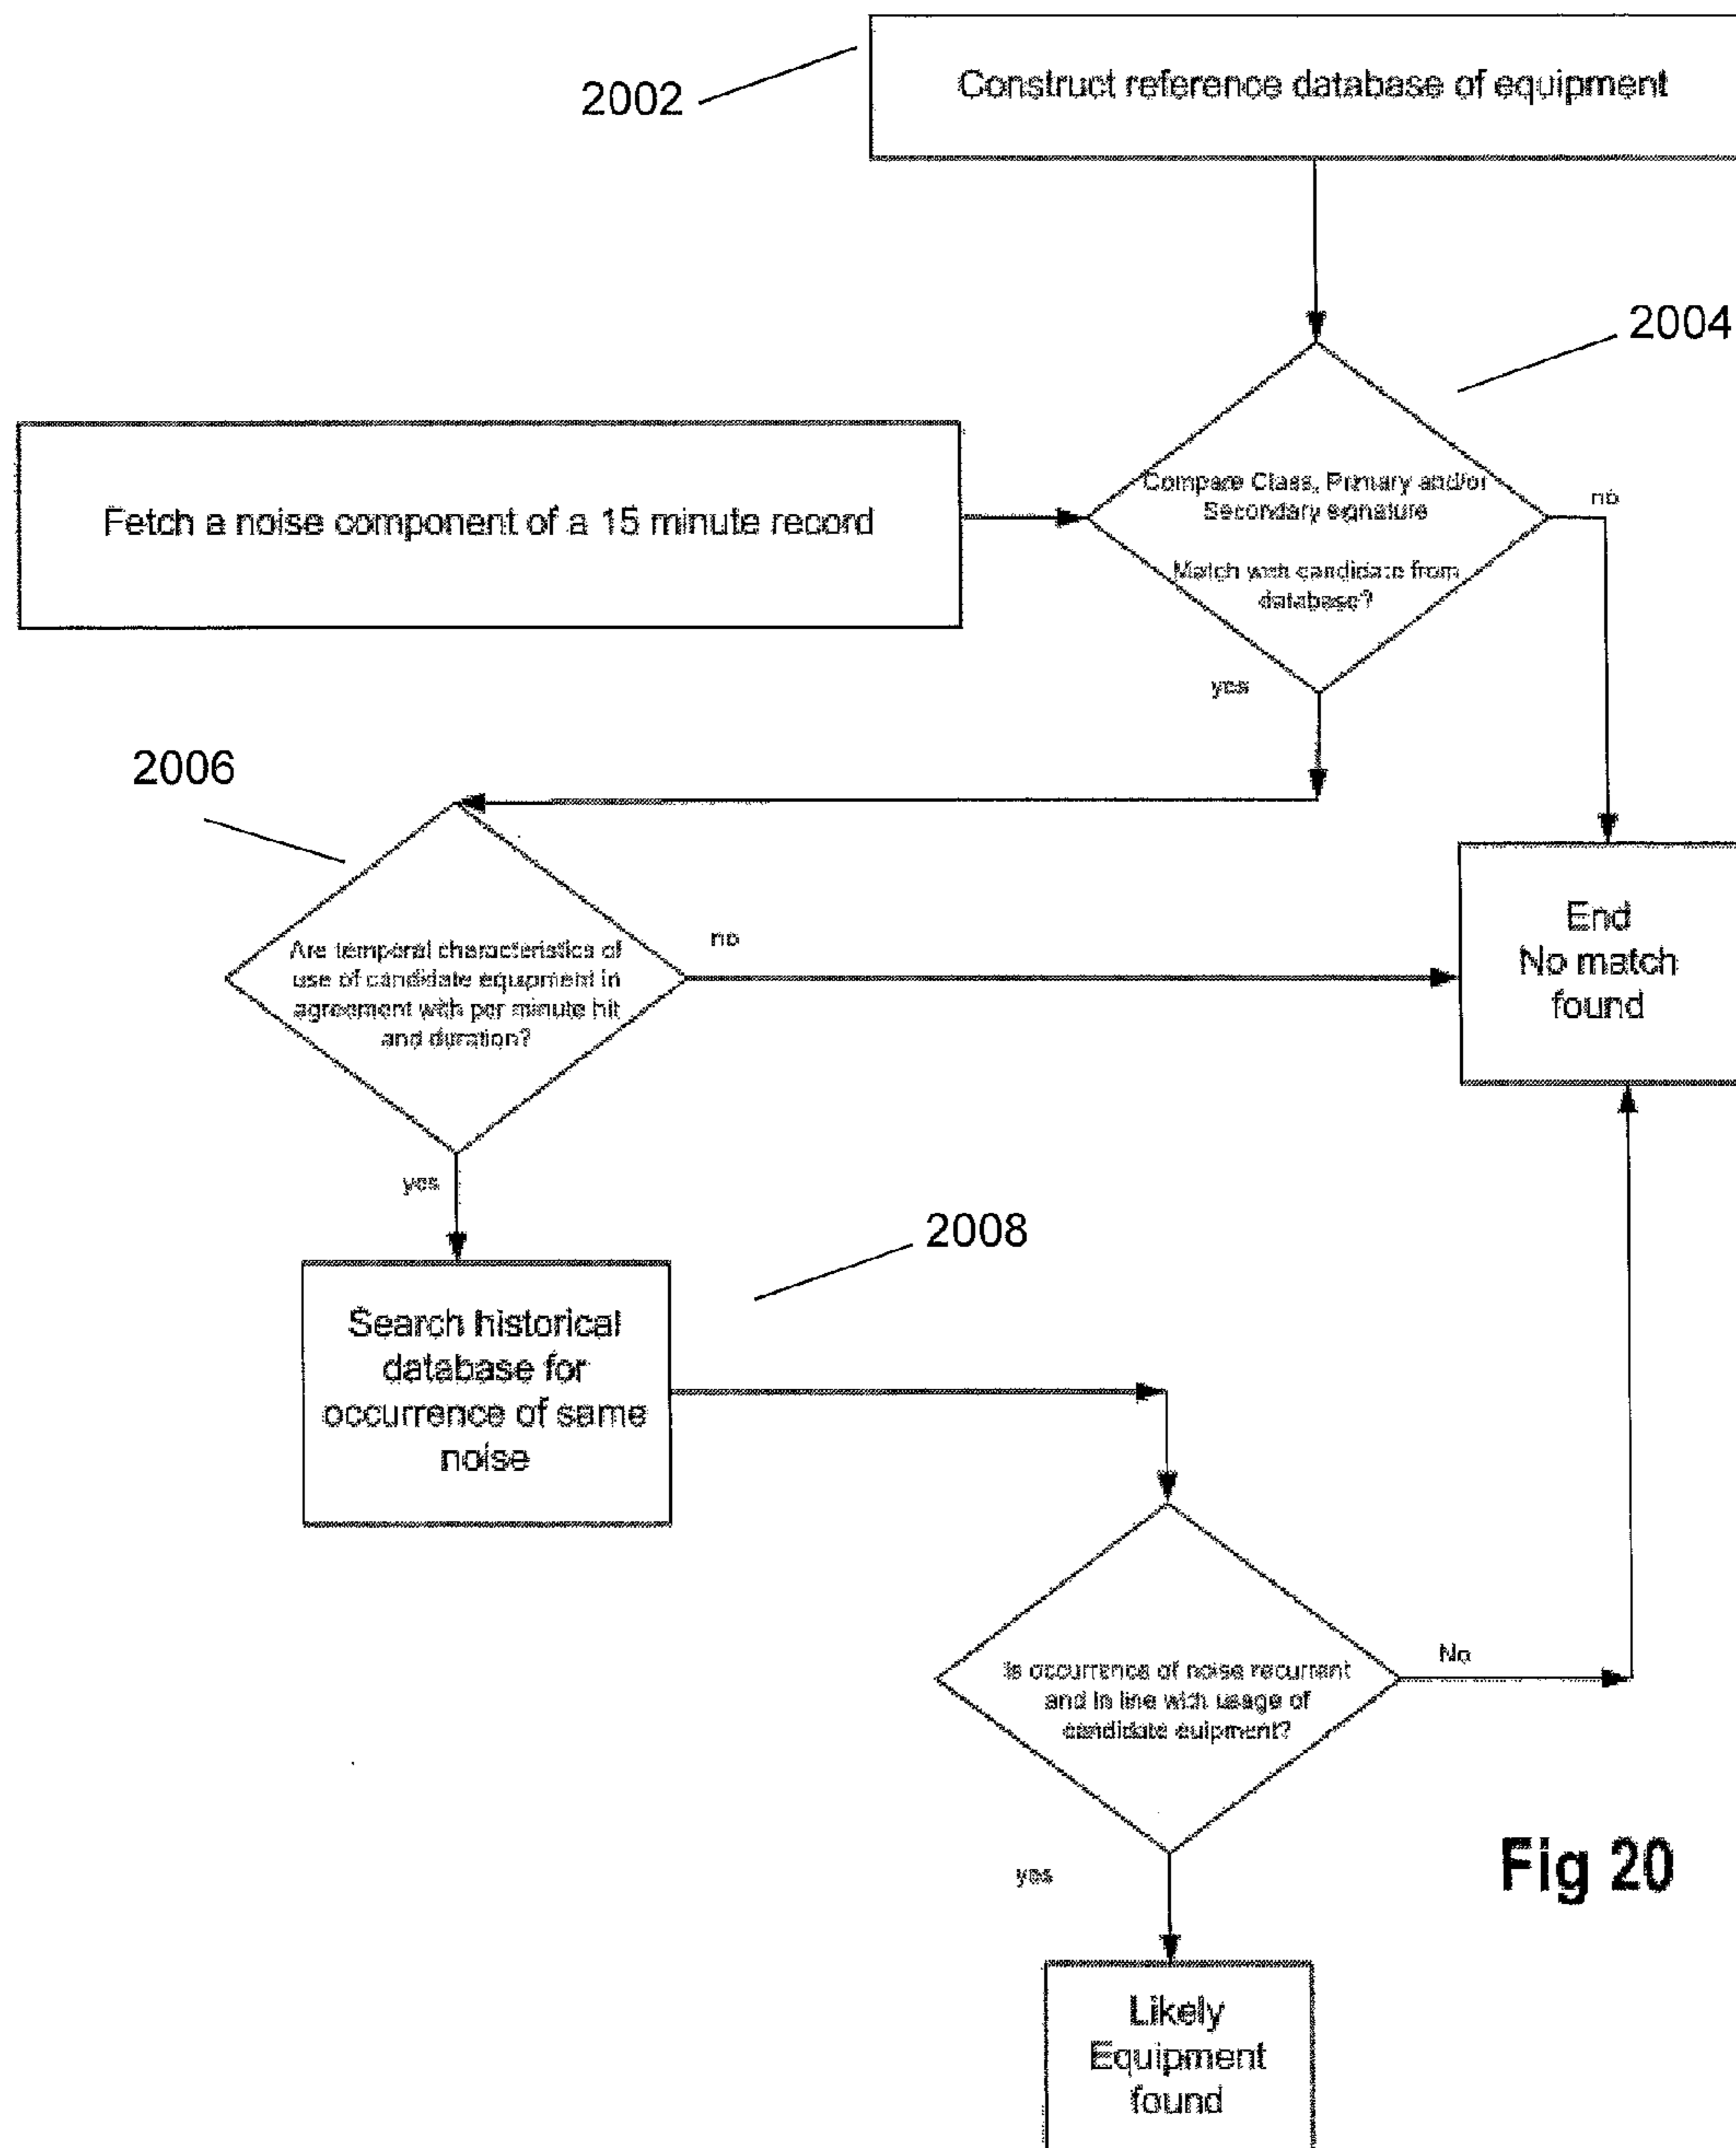 2002
Construct reference database of equipment
2004
Fetch a noise component of a 15 minute record
Compare Class, Primary and/or
Secondary signature
Match with candidate from
database?
no
yes
2006
Are temporal characteristics of
use of candidate equipment in
agreement with per minute hit
and duration?
no
End
No match
found
yes
2008
Search historical
database for
occurrence of same
noise
Is occurrence of noise recurrent
and in line with usage of
candidate euipment?
No
yes
Fig 20
Likely
Equipment
found